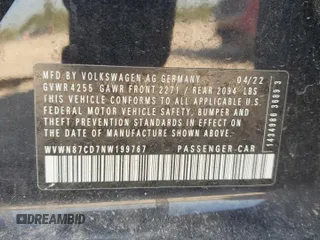 MFD. BY VOLKSWAGEN AG GERMANY 04/22
GVWR 4255 GAWR FRONT 2271 / REAR 2094 LBS
THIS VEHICLE CONFORMS TO ALL APPLICABLE
FEDERAL MOTOR VEHICLE SAFETY, BUMPER AND
THEFT PREVENTION STANDARDS IN EFFECT ON THE
DATE OF MANUFACTURE SHOWN ABOVE.
WVWN87CD7NW199767 PASSENGER-CAR
DREAMBID